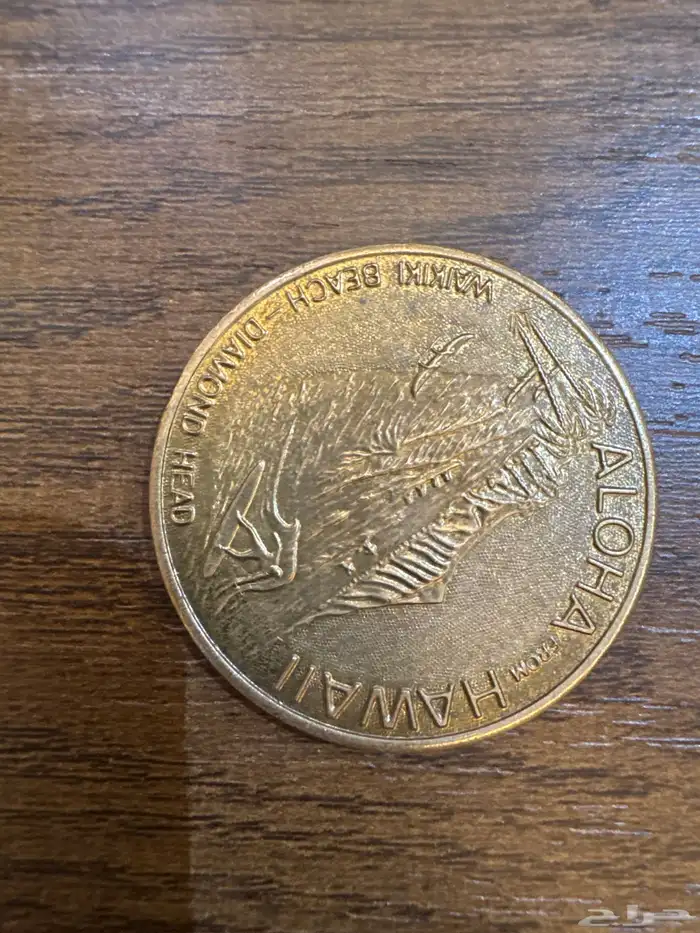 ALOHA FROM HAWAII
WAIKIKI BEACH – DIAMOND HEAD
حراج